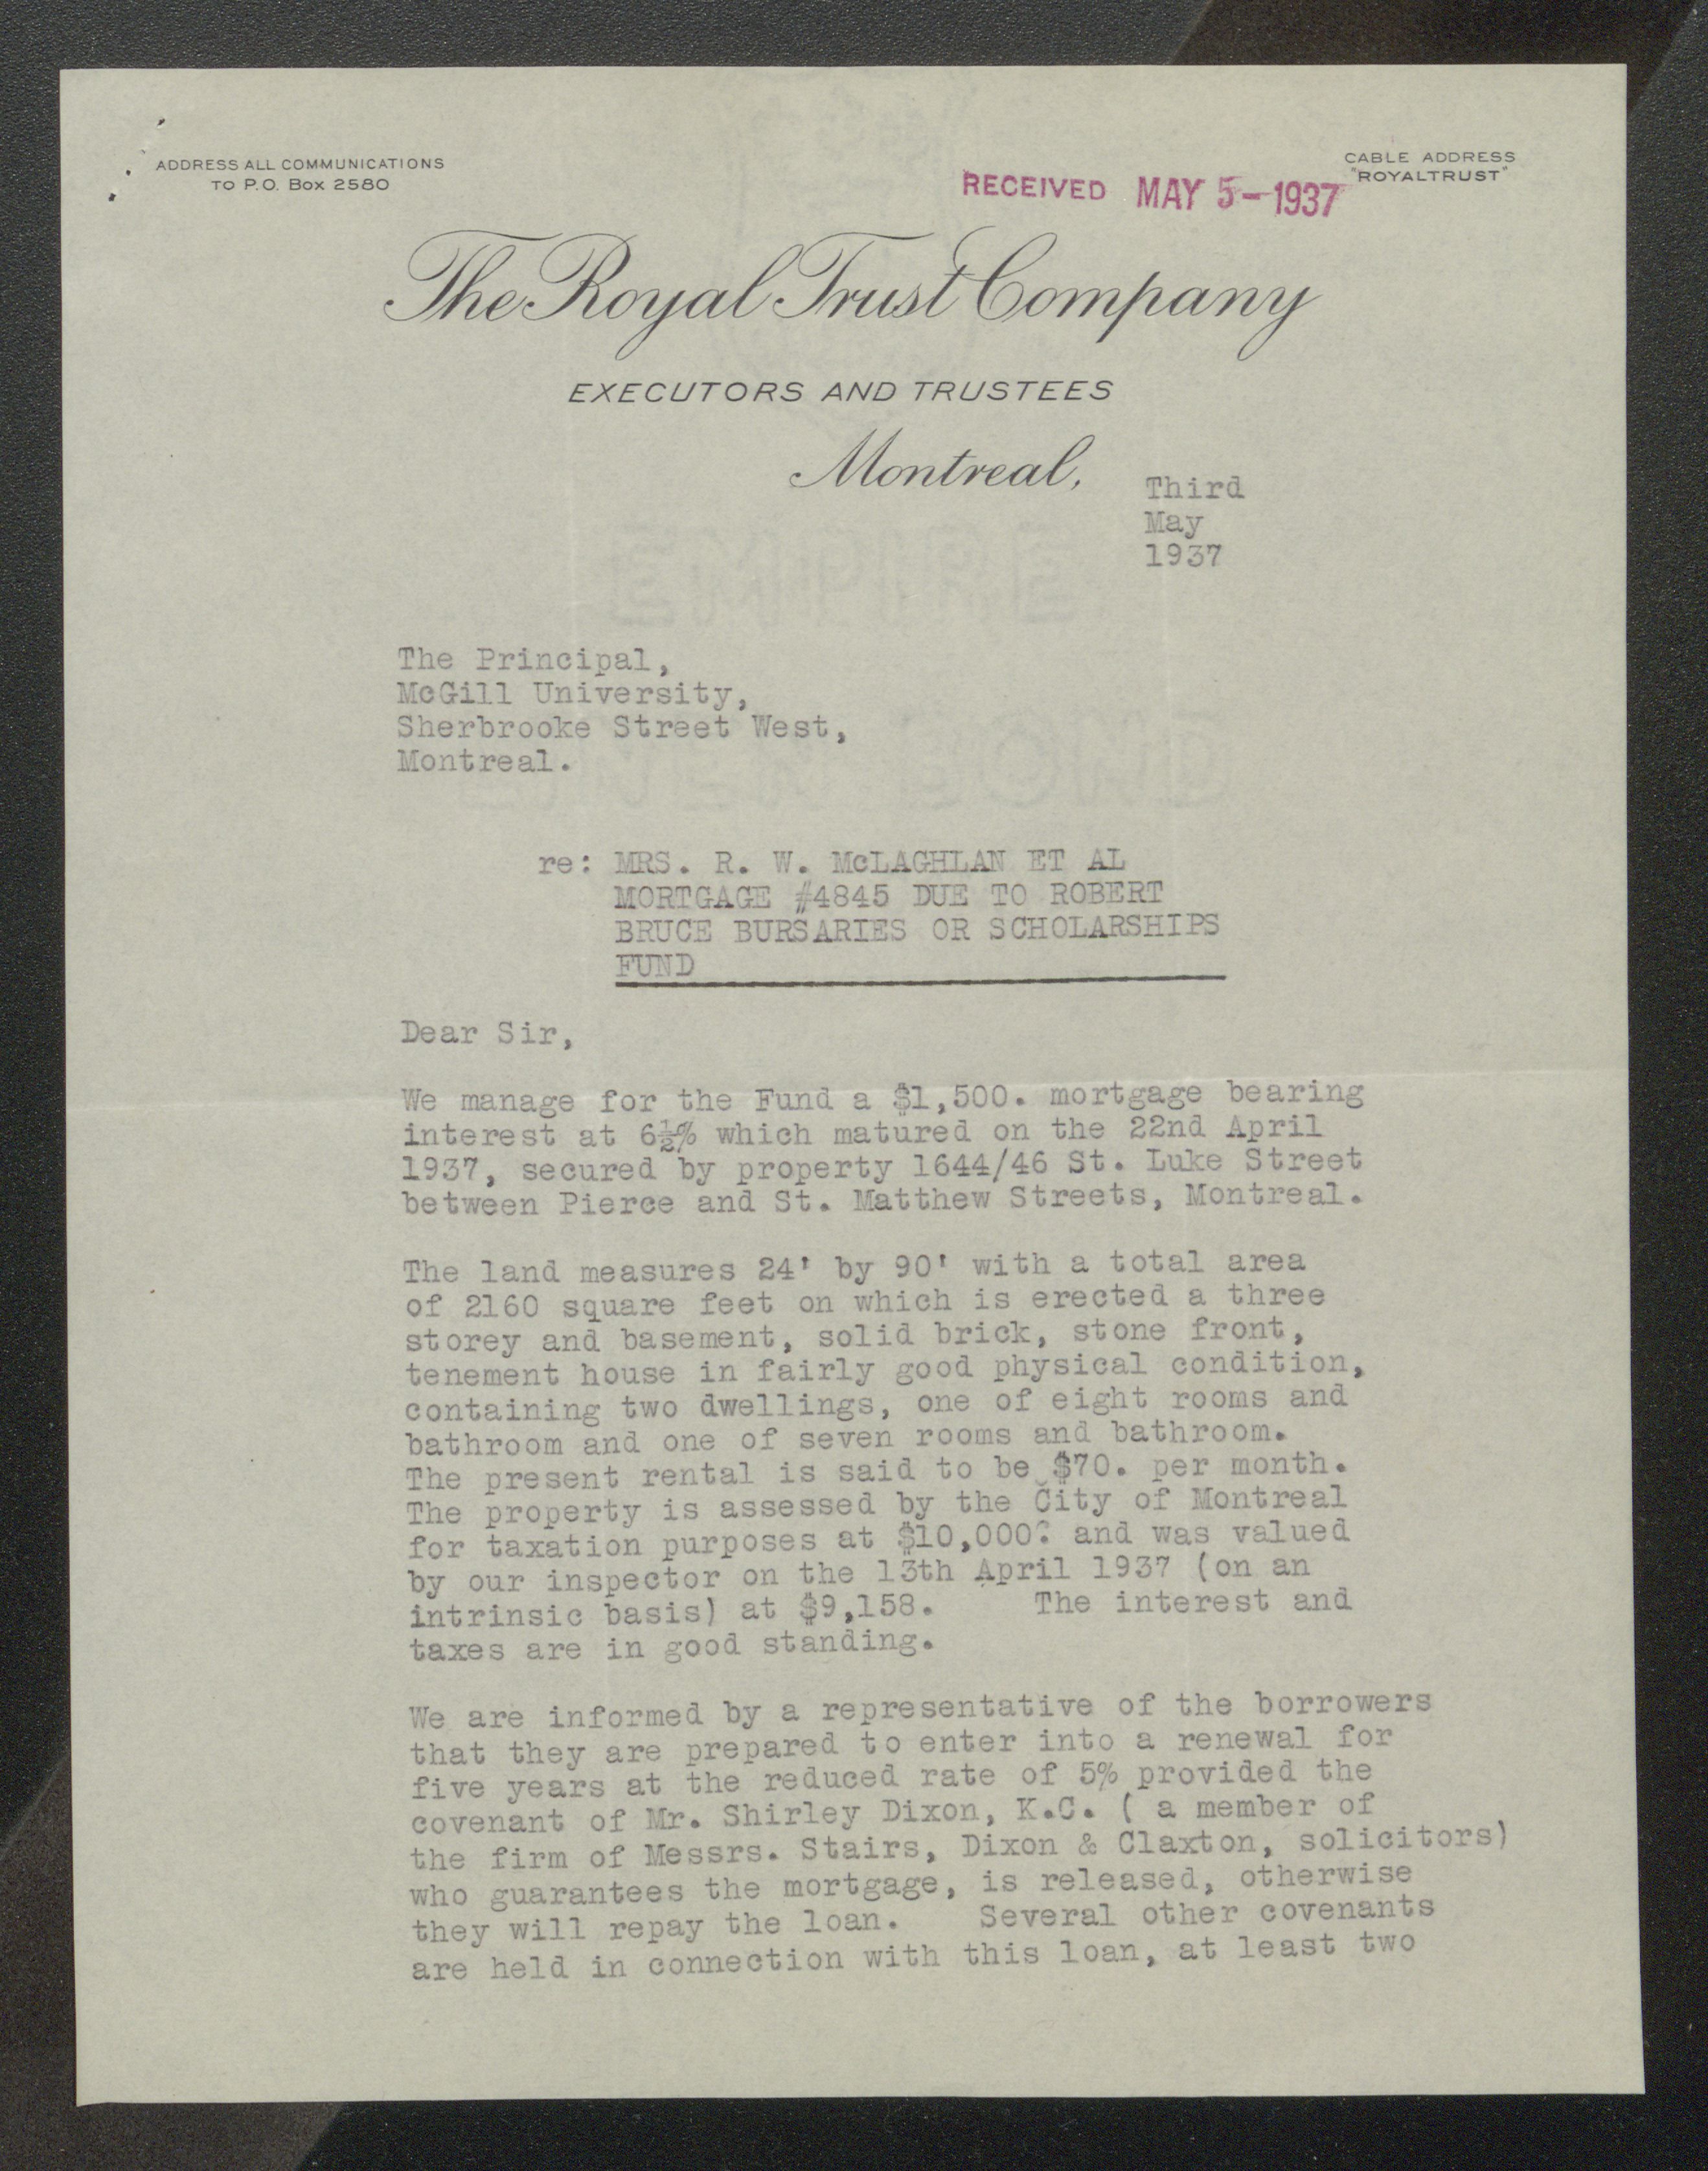 ADDRESS ALL COMMUNICATIONS
TO P.O. Box 2580
CABLE ADDRESS
"ROYALTRUST"
RECEIVED MAY 5-1937
The Royal Trust Company
EXECUTORS AND TRUSTEES
Montreal,
Third
May
1937
The Principal,
McGill University,
Sherbrooke Street West,
Montreal.
re: MRS. R. W. McLAGHLAN ET AL
MORTGAGE #4845 DUE TO ROBERT
BRUCE BURSARIES OR SCHOLARSHIPS
FUND
Dear Sir,
We manage for the Fund a $1,500. mortgage bearing
interest at 6½% which matured on the 22nd April
1937, secured by property 1644/46 St. Luke Street
between Pierce and St. Matthew Streets, Montreal.
The land measures 24' by 90' with a total area
of 2160 square feet on which is erected a three
storey and basement, solid brick, stone front,
tenement house in fairly good physical condition,
containing two dwellings, one of eight rooms and
bathroom and one of seven rooms and bathroom.
The present rental is said to be $70. per month.
The property is assessed by the City of Montreal
for taxation purposes at $10,000. and was valued
by our inspector on the 13th April 1937 (on an
intrinsic basis) at $9,158. The interest and
taxes are in good standing.
We are informed by a representative of the borrowers
that they are prepared to enter into a renewal for
five years at the reduced rate of 5% provided the
covenant of Mr. Shirley Dixon, K.C. ( a member of
the firm of Messrs. Stairs, Dixon & Claxton, solicitors)
who guarantees the mortgage, is released, otherwise
they will repay the loan. Several other covenants
are held in connection with this loan, at least two